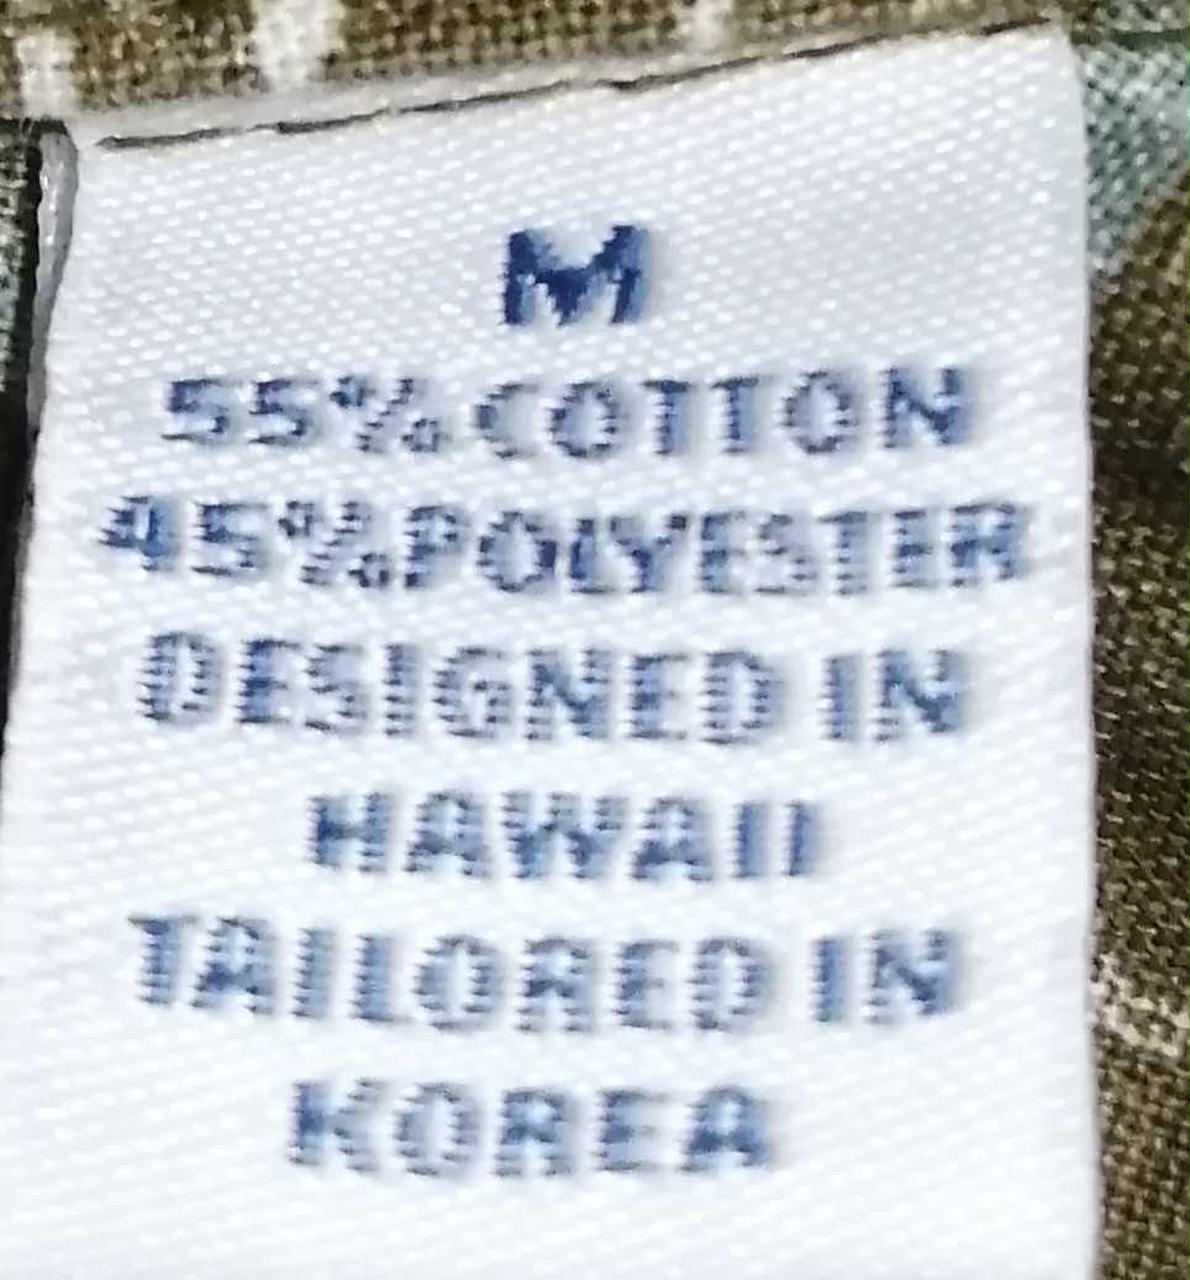 M
55% COTTON
45% POLYESTER
DESIGNED IN
HAWAII
TAILORED IN
KOREA